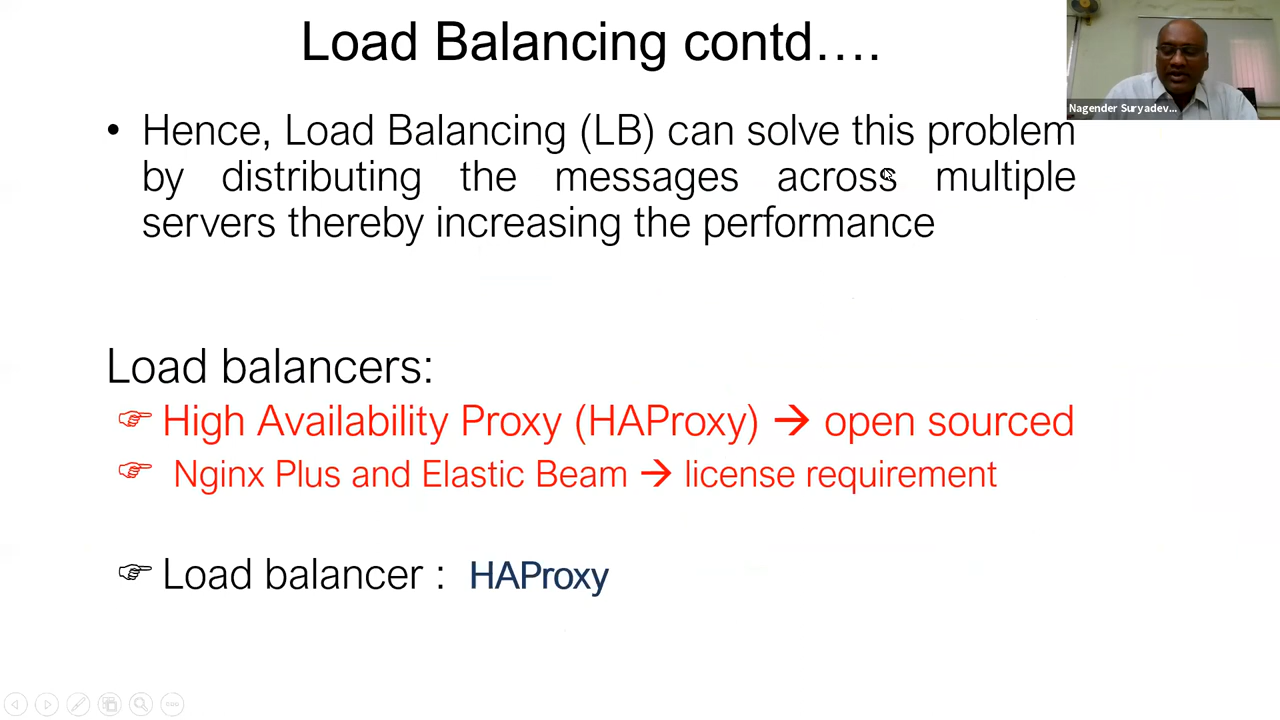 Load Balancing contd….
Nagender Suryadev...
• Hence, Load Balancing (LB) can solve this problem
by distributing the messages across multiple
servers thereby increasing the performance
Load balancers:
☞ High Availability Proxy (HAProxy) → open sourced
☞ Nginx Plus and Elastic Beam → license requirement
☞ Load balancer : HAProxy